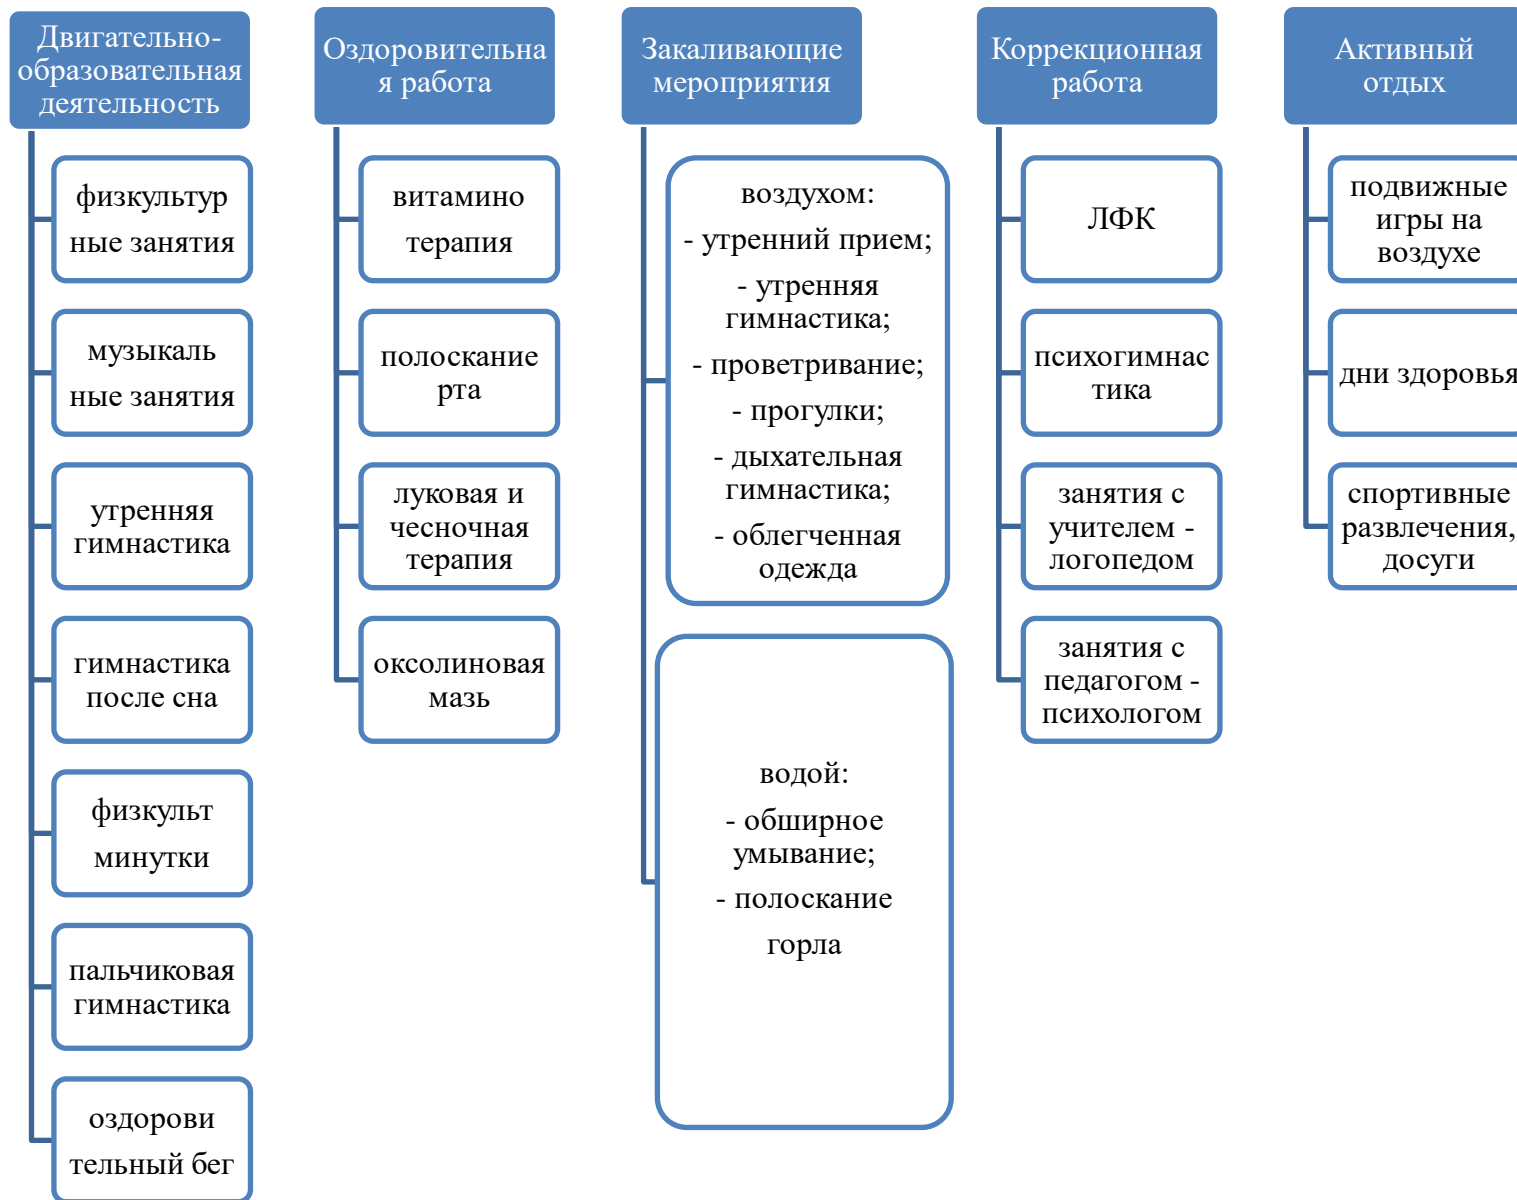 Двигательно-
образовательная
деятельность
физкультур
ные занятия
музыкаль
ные занятия
утренняя
гимнастика
гимнастика
после сна
физкульт
минутки
пальчиковая
гимнастика
оздорови
тельный бег
Оздоровительна
я работа
витамино
терапия
полоскание
рта
луковая и
чесночная
терапия
оксолиновая
мазь
Закаливающие
мероприятия
воздухом:
- утренний прием;
- утренняя
гимнастика;
- проветривание;
- прогулки;
- дыхательная
гимнастика;
- облегченная
одежда
водой:
- обширное
умывание;
- полоскание
горла
Коррекционная
работа
ЛФК
психогимнас
тика
занятия с
учителем -
логопедом
занятия с
педагогом -
психологом
Активный
отдых
подвижные
игры на
воздухе
дни здоровья
спортивные
развлечения,
досуги